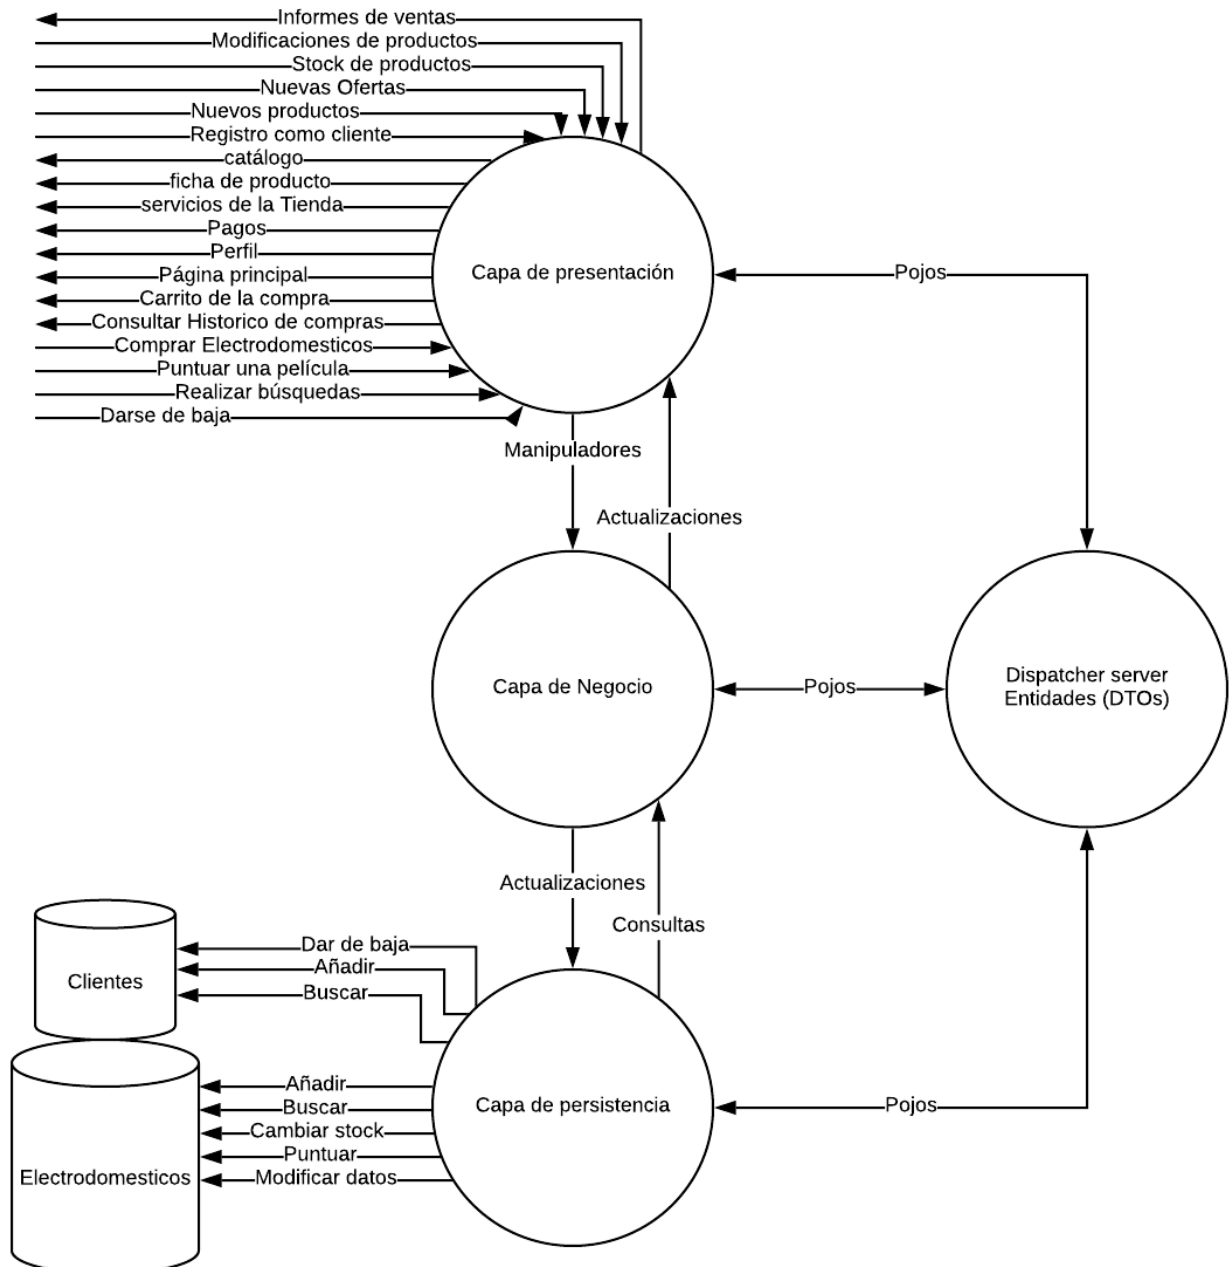 Informes de ventas
Modificaciones de productos
Stock de productos
Nuevas Ofertas
Nuevos productos
Registro como cliente
catálogo
ficha de producto
servicios de la Tienda
Pagos
Perfil
Página principal
Carrito de la compra
Consultar Historico de compras
Comprar Electrodomesticos
Puntuar una película
Realizar búsquedas
Darse de baja
Capa de presentación
Pojos
Manipuladores
Actualizaciones
Capa de Negocio
Pojos
Dispatcher server
Entidades (DTOs)
Actualizaciones
Consultas
Clientes
Dar de baja
Añadir
Buscar
Electrodomesticos
Añadir
Buscar
Cambiar stock
Puntuar
Modificar datos
Capa de persistencia
Pojos